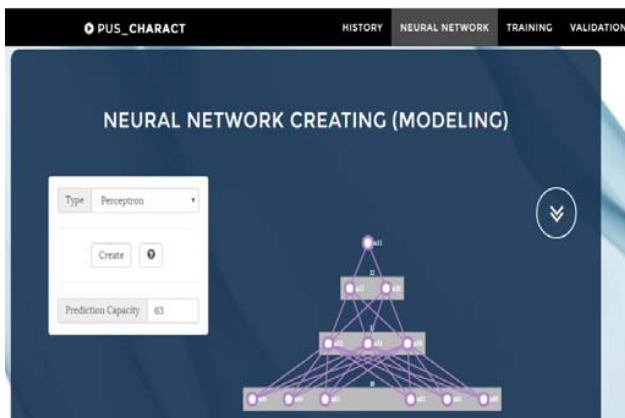 PUS_CHARACT
HISTORY NEURAL NETWORK TRAINING VALIDATION
NEURAL NETWORK CREATING (MODELING)
Type Perceptron
Create
Prediction Capacity 63